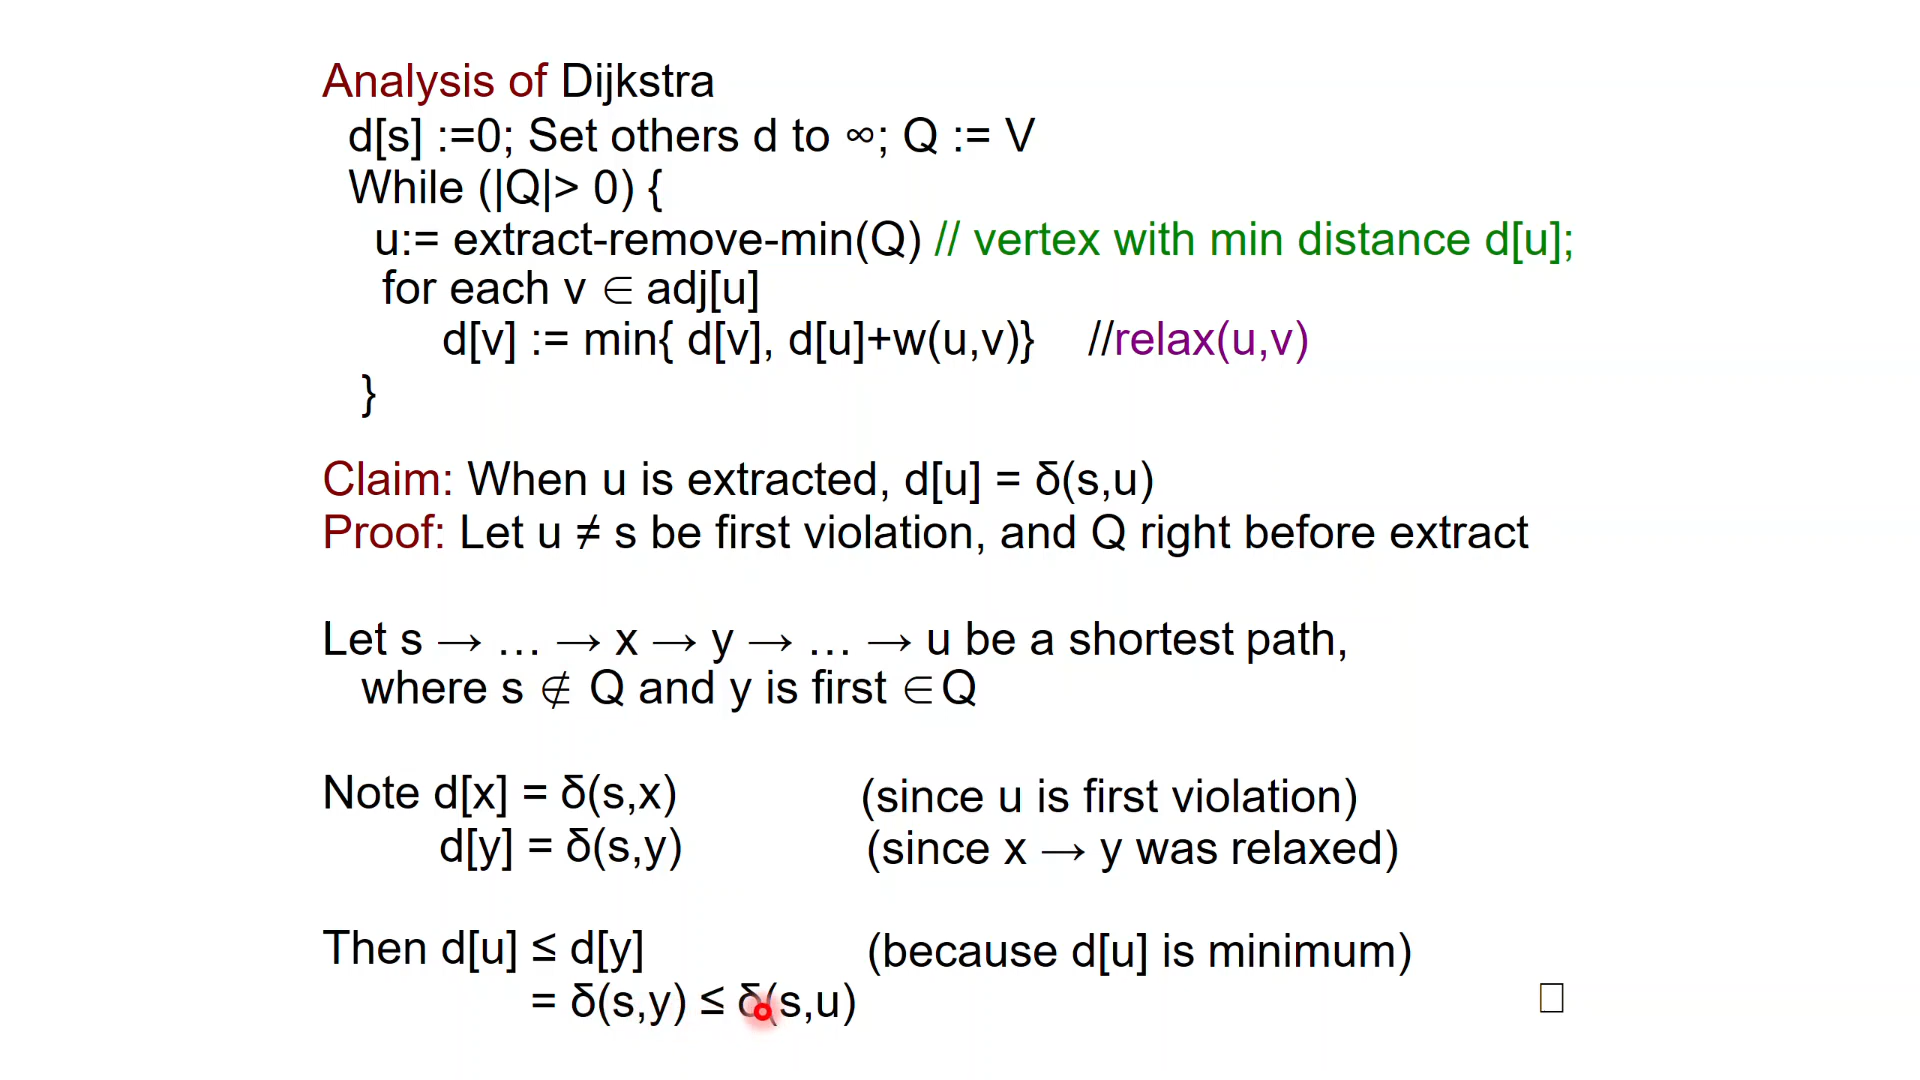 Analysis of Dijkstra
d[s] :=0; Set others d to ∞; Q := V
While (|Q|> 0) {
u:= extract-remove-min(Q) // vertex with min distance d[u];
for each v ∈ adj[u]
d[v] := min{ d[v], d[u]+w(u,v)} //relax(u,v)
}
Claim: When u is extracted, d[u] = δ(s,u)
Proof: Let u ≠ s be first violation, and Q right before extract
Let s → … → x → y → … → u be a shortest path,
where s ∉ Q and y is first ∈ Q
Note d[x] = δ(s,x) (since u is first violation)
d[y] = δ(s,y) (since x → y was relaxed)
Then d[u] ≤ d[y] (because d[u] is minimum)
= δ(s,y) ≤ δ(s,u) □